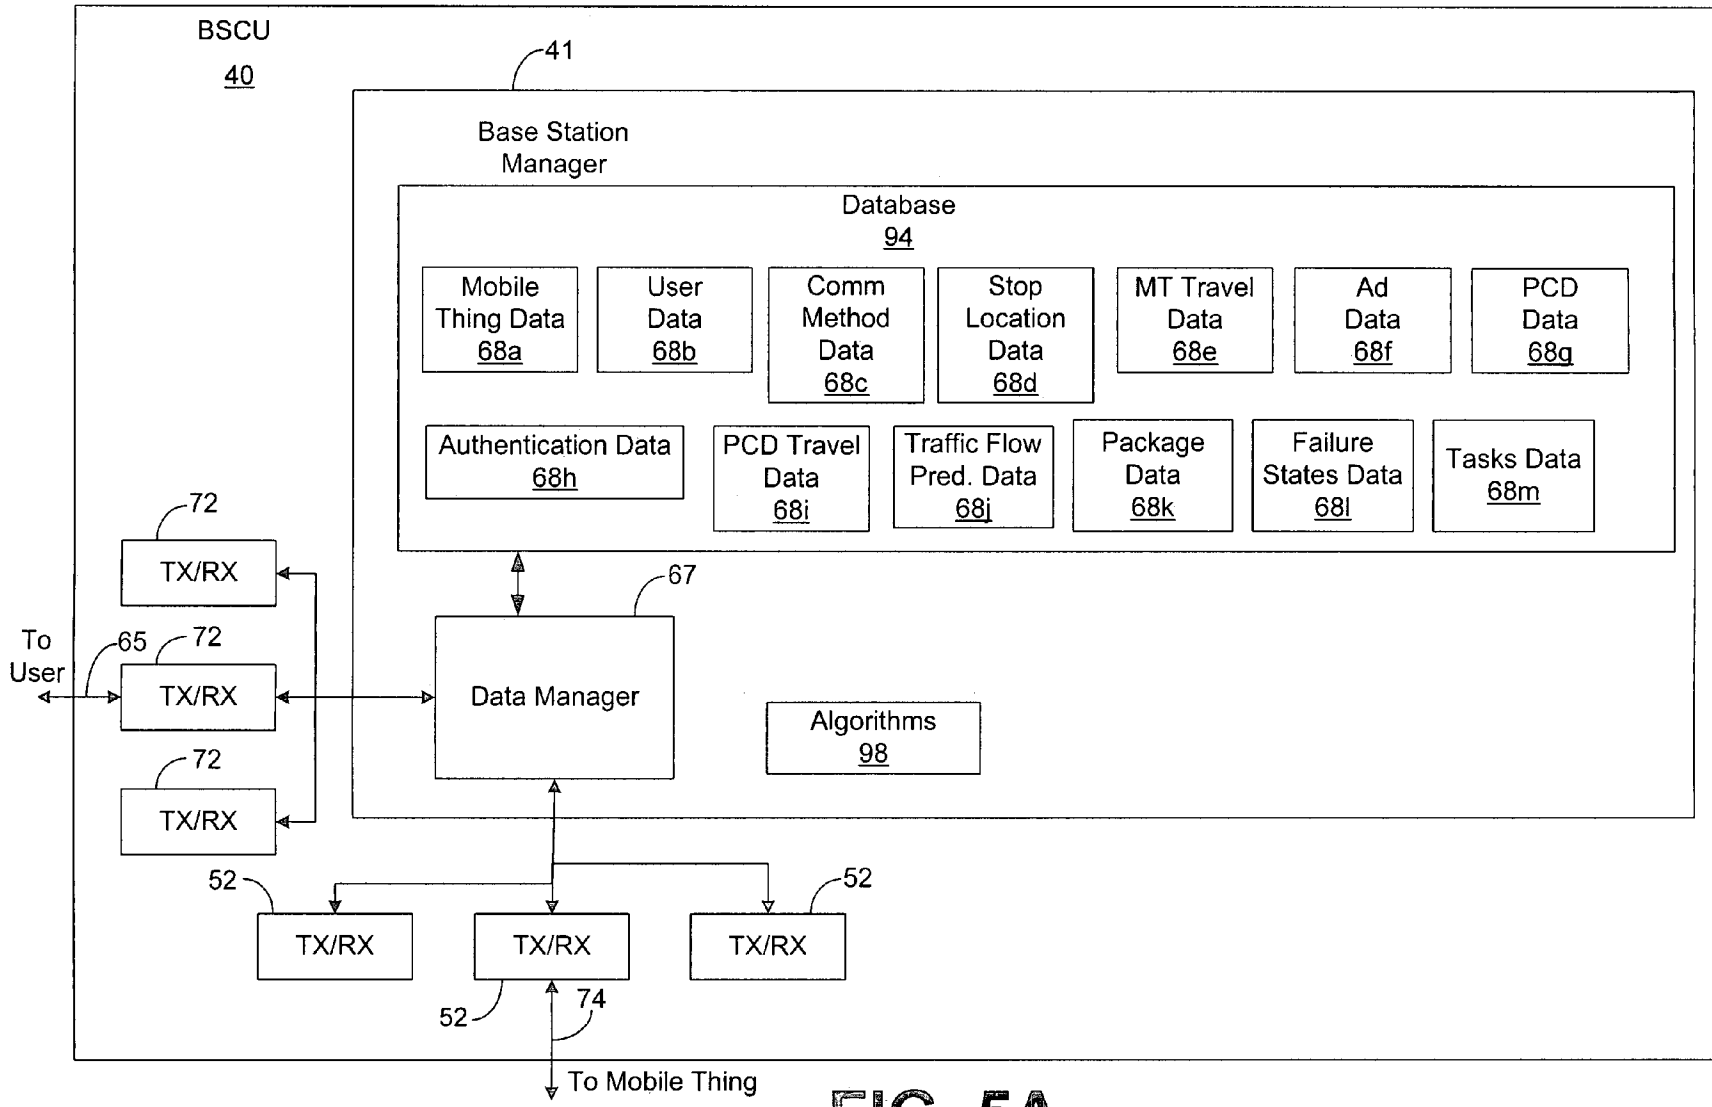 BSCU
40
41
Base Station
Manager
Database
94
Mobile
Thing Data
68a
User
Data
68b
Comm
Method
Data
68c
Stop
Location
Data
68d
MT Travel
Data
68e
Ad
Data
68f
PCD
Data
68g
Authentication Data
68h
PCD Travel
Data
68i
Traffic Flow
Pred. Data
68j
Package
Data
68k
Failure
States Data
68l
Tasks Data
68m
72
TX/RX
67
To
User
65
72
TX/RX
Data Manager
Algorithms
98
72
TX/RX
52
TX/RX
52
TX/RX
52
TX/RX
74
To Mobile Thing
FIG. 5A